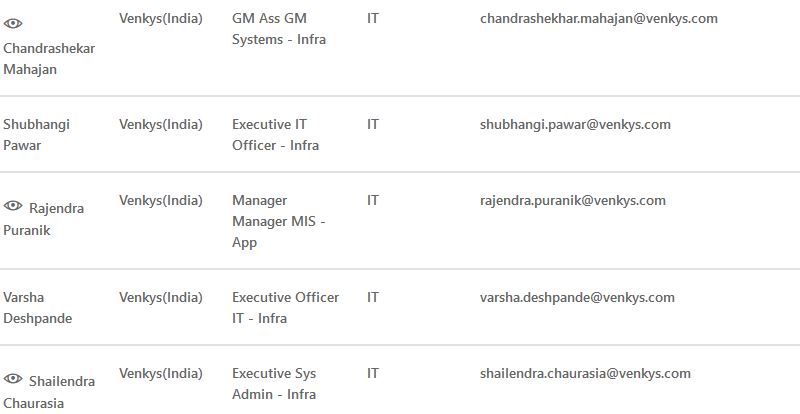 Chandrashekar Mahajan Venkys(India) GM Ass GM Systems - Infra IT chandrashekhar.mahajan@venkys.com
Shubhangi Pawar Venkys(India) Executive IT Officer - Infra IT shubhangi.pawar@venkys.com
Rajendra Puranik Venkys(India) Manager Manager MIS - App IT rajendra.puranik@venkys.com
Varsha Deshpande Venkys(India) Executive Officer IT - Infra IT varsha.deshpande@venkys.com
Shailendra Chaurasia Venkys(India) Executive Sys Admin - Infra IT shailendra.chaurasia@venkys.com